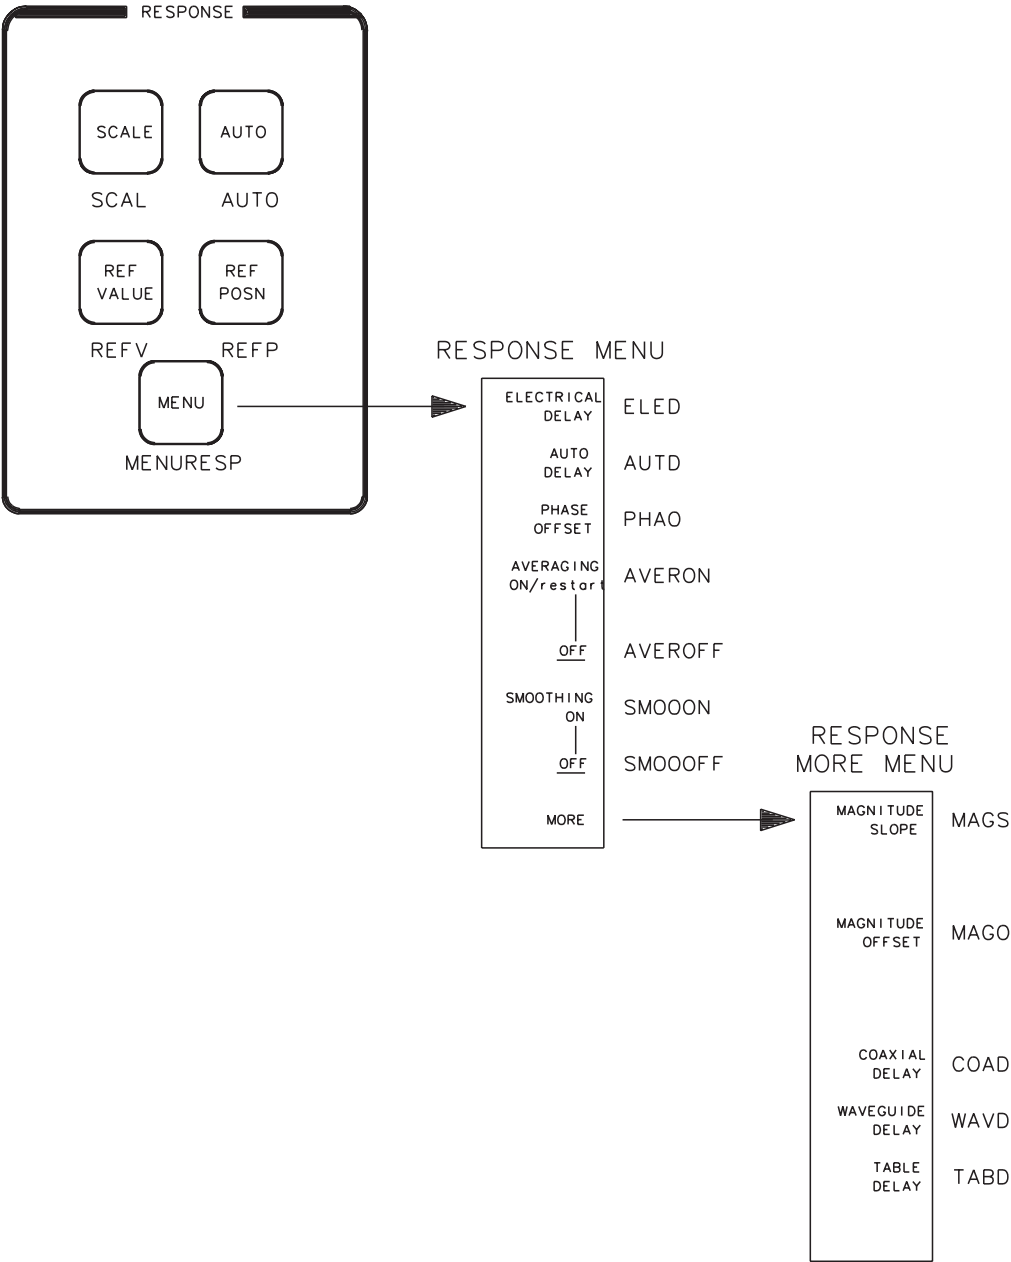 RESPONSE
SCALE
AUTO
SCAL
AUTO
REF
VALUE
REF
POSN
REFV
REFP
MENU
MENURESP
RESPONSE MENU
ELECTRICAL
DELAY
ELED
AUTO
DELAY
AUTD
PHASE
OFFSET
PHAO
AVERAGING
ON/restart
AVERON
OFF
AVEROFF
SMOOTHING
ON
SMOOON
OFF
SMOOOFF
MORE
RESPONSE
MORE MENU
MAGNITUDE
SLOPE
MAGS
MAGNITUDE
OFFSET
MAGO
COAXIAL
DELAY
COAD
WAVEGUIDE
DELAY
WAVD
TABLE
DELAY
TABD